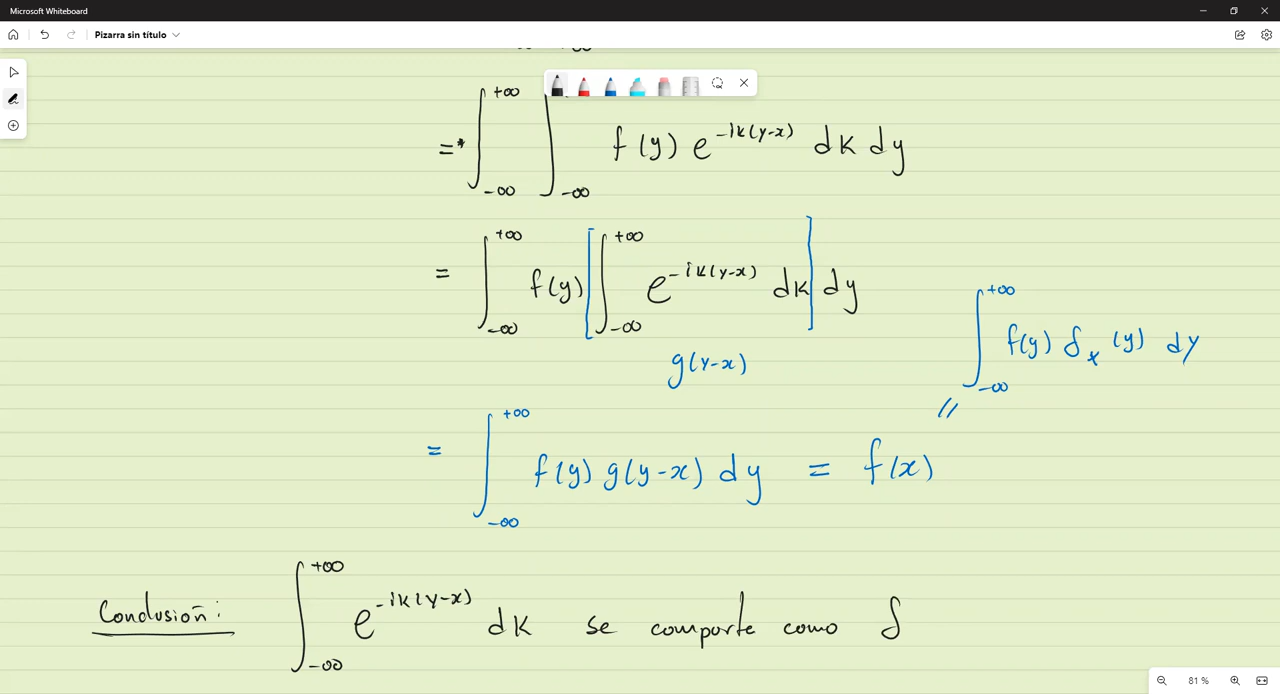 Microsoft Whiteboard
Pizarra sin título
=* ∫_{-∞}^{+∞} ∫_{-∞} f(y) e^{-ik(y-x)} dk dy
= ∫_{-∞}^{+∞} f(y) [ ∫_{-∞}^{+∞} e^{-ik(y-x)} dk ] dy
g(y-x)
∫_{-∞}^{+∞} f(y) δ_x (y) dy
//
= ∫_{-∞}^{+∞} f(y) g(y-x) dy = f(x)
Conclusión: ∫_{-∞}^{+∞} e^{-ik(y-x)} dk se comporte como δ
81 %